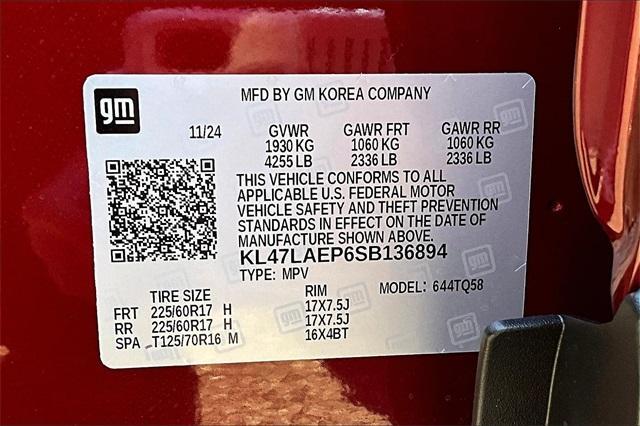 gm
MFD BY GM KOREA COMPANY
11/24 GVWR GAWR FRT GAWR RR
1930 KG 1060 KG 1060 KG
4255 LB 2336 LB 2336 LB
THIS VEHICLE CONFORMS TO ALL
APPLICABLE U.S. FEDERAL MOTOR
VEHICLE SAFETY AND THEFT PREVENTION
STANDARDS IN EFFECT ON THE DATE OF
MANUFACTURE SHOWN ABOVE.
KL47LAEP6SB136894
TYPE: MPV MODEL: 644TQ58
TIRE SIZE RIM
FRT 225/60R17 H 17X7.5J
RR 225/60R17 H 17X7.5J
SPA T125/70R16 M 16X4BT